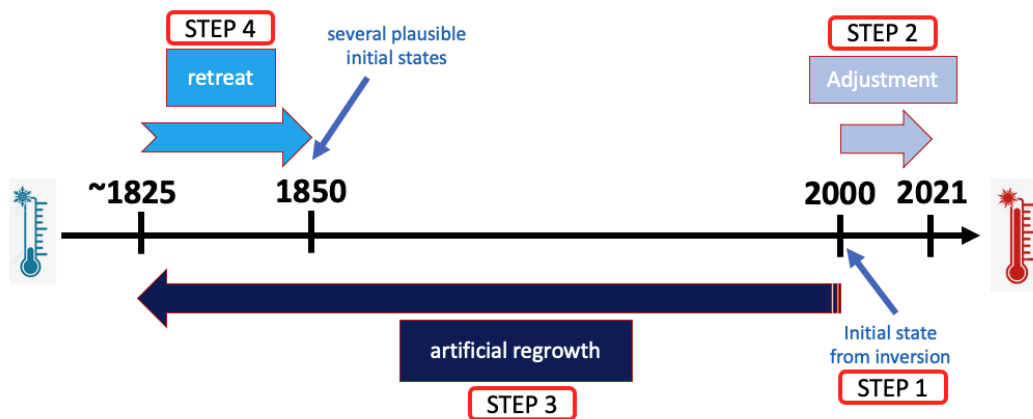 STEP 4
retreat
several plausible
initial states
STEP 2
Adjustment
~1825
1850
2000
2021
artificial regrowth
STEP 3
Initial state
from inversion
STEP 1